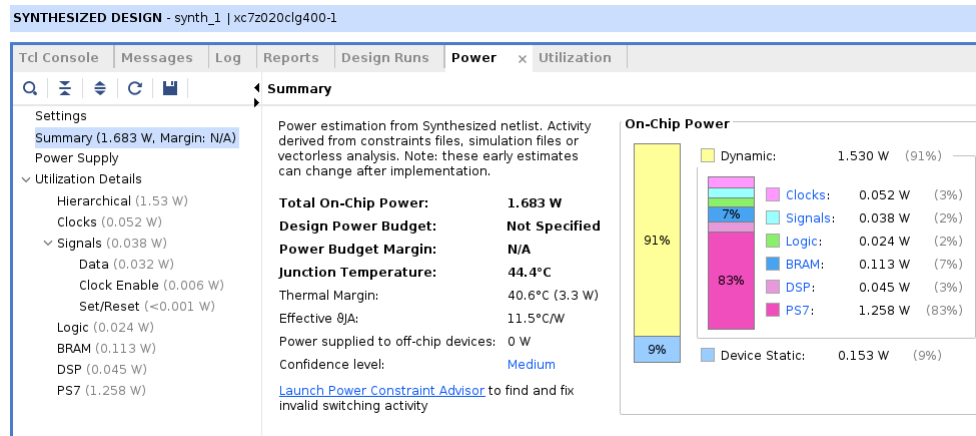 SYNTHESIZED DESIGN - synth_1 | xc7z020clg400-1
Tcl Console Messages Log Reports Design Runs Power × Utilization
Summary
Settings
Summary (1.683 W, Margin: N/A)
Power Supply
Utilization Details
Hierarchical (1.53 W)
Clocks (0.052 W)
Signals (0.038 W)
Data (0.032 W)
Clock Enable (0.006 W)
Set/Reset (<0.001 W)
Logic (0.024 W)
BRAM (0.113 W)
DSP (0.045 W)
PS7 (1.258 W)
Power estimation from Synthesized netlist. Activity
derived from constraints files, simulation files or
vectorless analysis. Note: these early estimates
can change after implementation.
Total On-Chip Power: 1.683 W
Design Power Budget: Not Specified
Power Budget Margin: N/A
Junction Temperature: 44.4°C
Thermal Margin: 40.6°C (3.3 W)
Effective ϑJA: 11.5°C/W
Power supplied to off-chip devices: 0 W
Confidence level: Medium
Launch Power Constraint Advisor to find and fix
invalid switching activity
On-Chip Power
91%
9%
Dynamic: 1.530 W (91%)
7%
83%
Clocks: 0.052 W (3%)
Signals: 0.038 W (2%)
Logic: 0.024 W (2%)
BRAM: 0.113 W (7%)
DSP: 0.045 W (3%)
PS7: 1.258 W (83%)
Device Static: 0.153 W (9%)